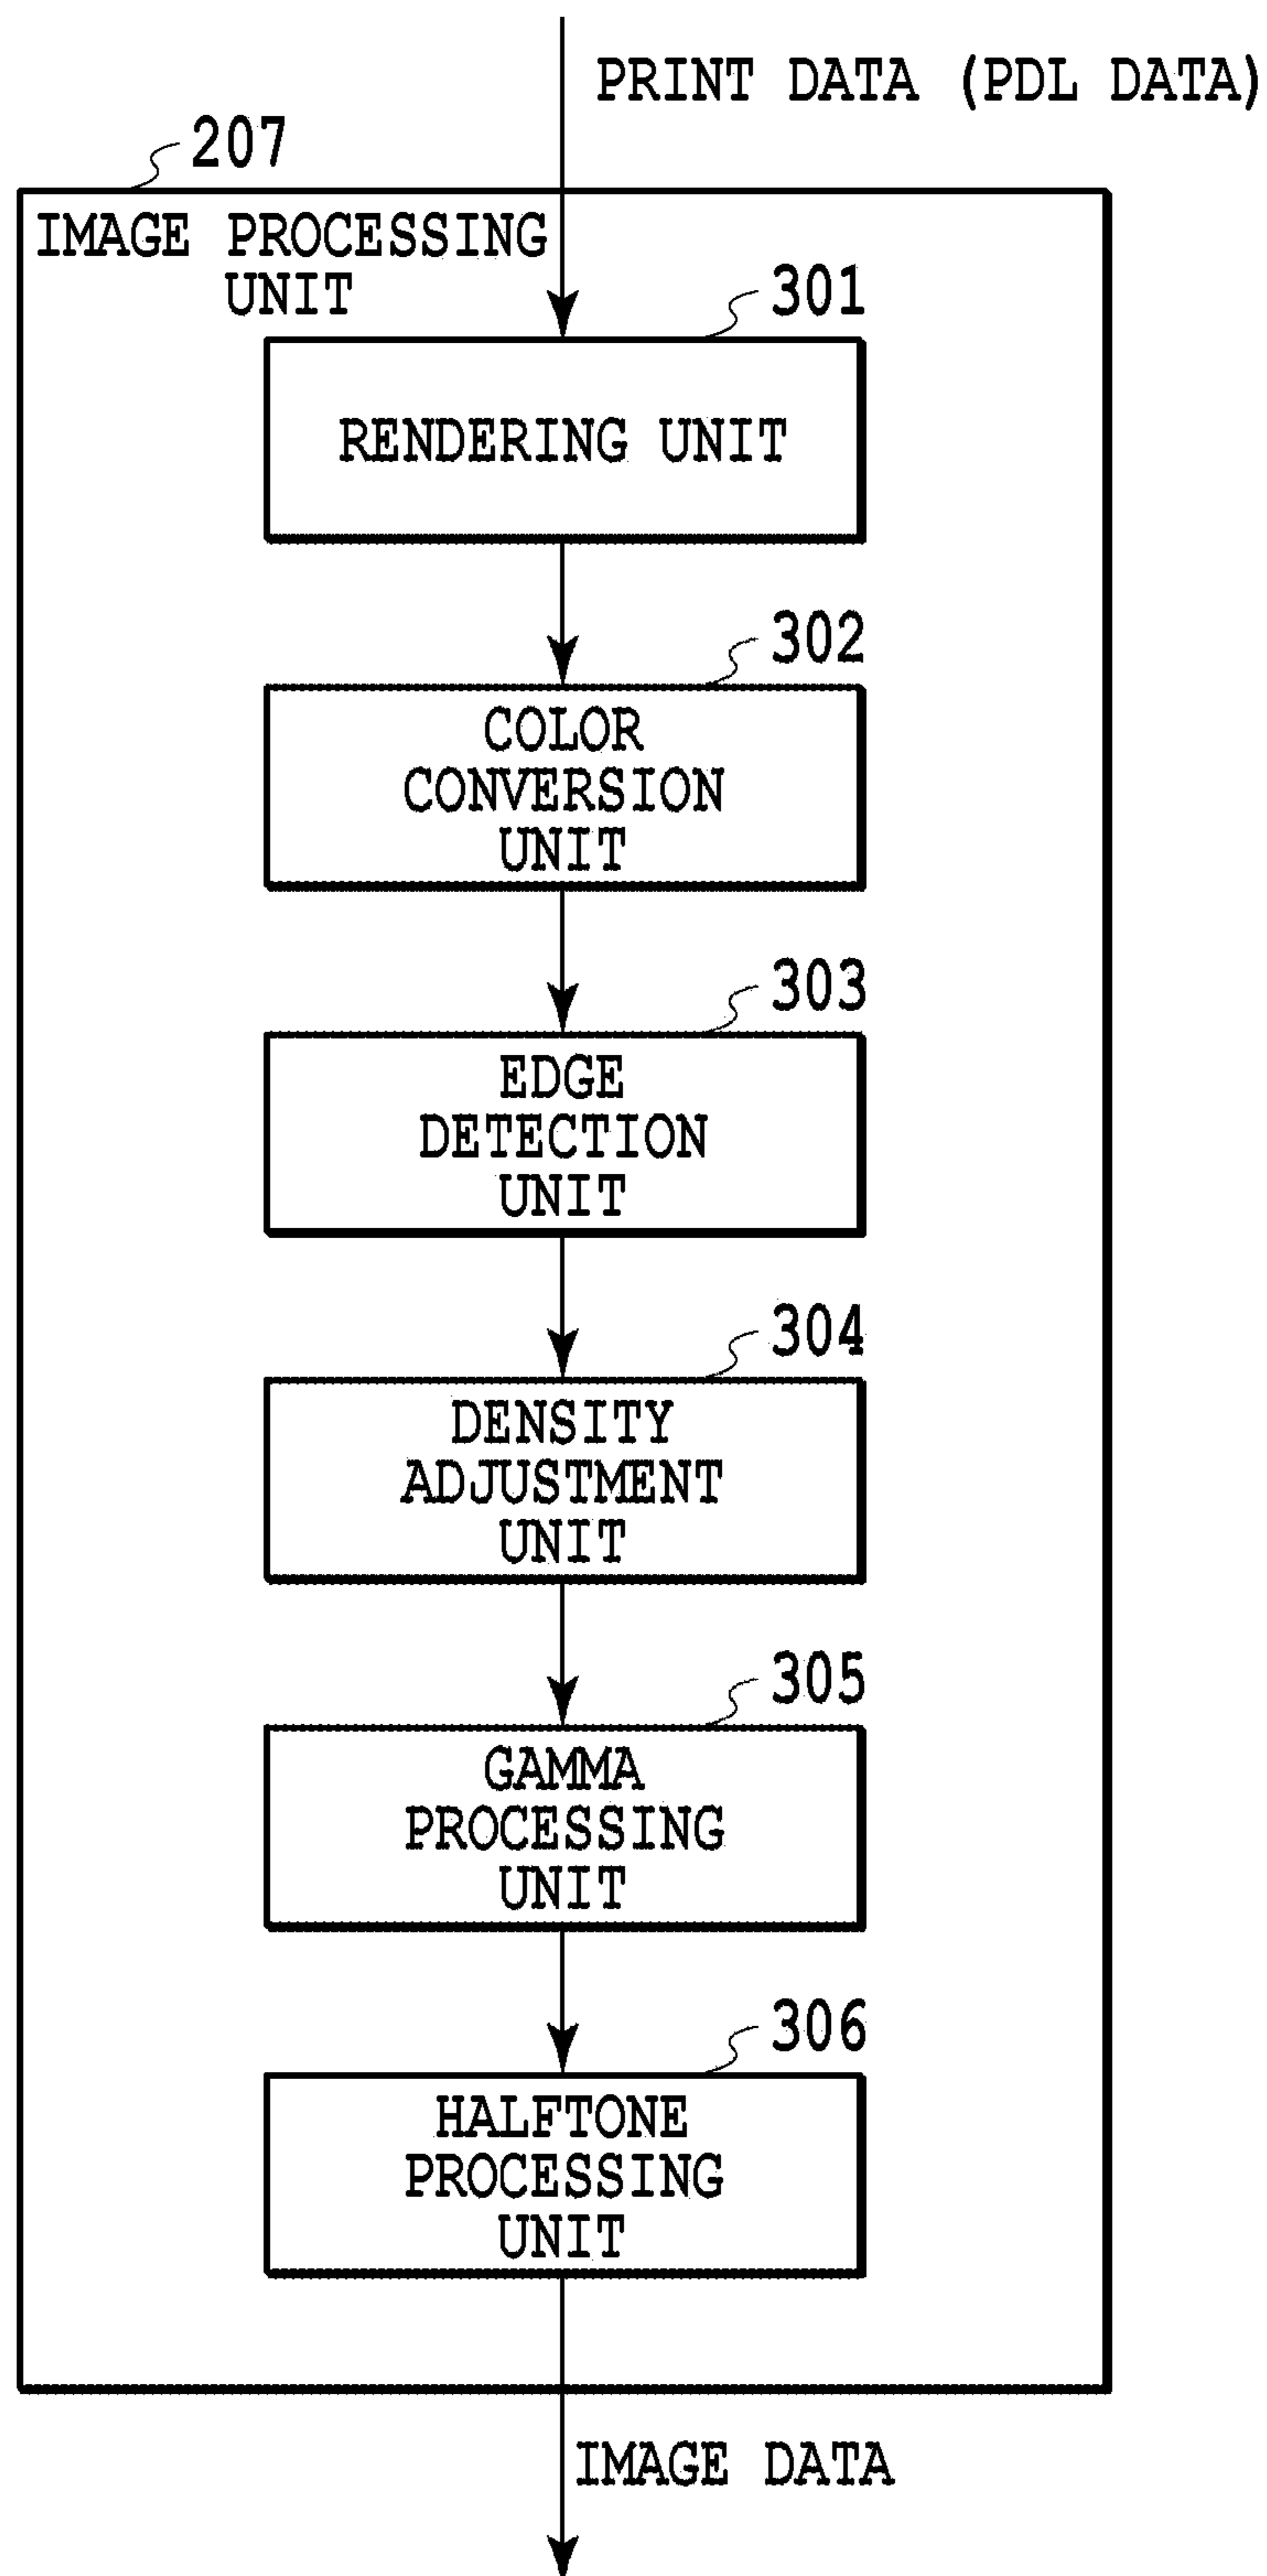 PRINT DATA (PDL DATA)
207
IMAGE PROCESSING
UNIT
301
RENDERING UNIT
302
COLOR
CONVERSION
UNIT
303
EDGE
DETECTION
UNIT
304
DENSITY
ADJUSTMENT
UNIT
305
GAMMA
PROCESSING
UNIT
306
HALFTONE
PROCESSING
UNIT
IMAGE DATA